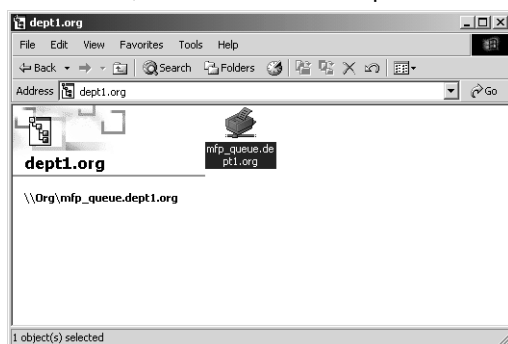 dept1.org
File Edit View Favorites Tools Help
Back Search Folders
Address dept1.org Go
mfp_queue.de
pt1.org
dept1.org
\\Org\mfp_queue.dept1.org
1 object(s) selected